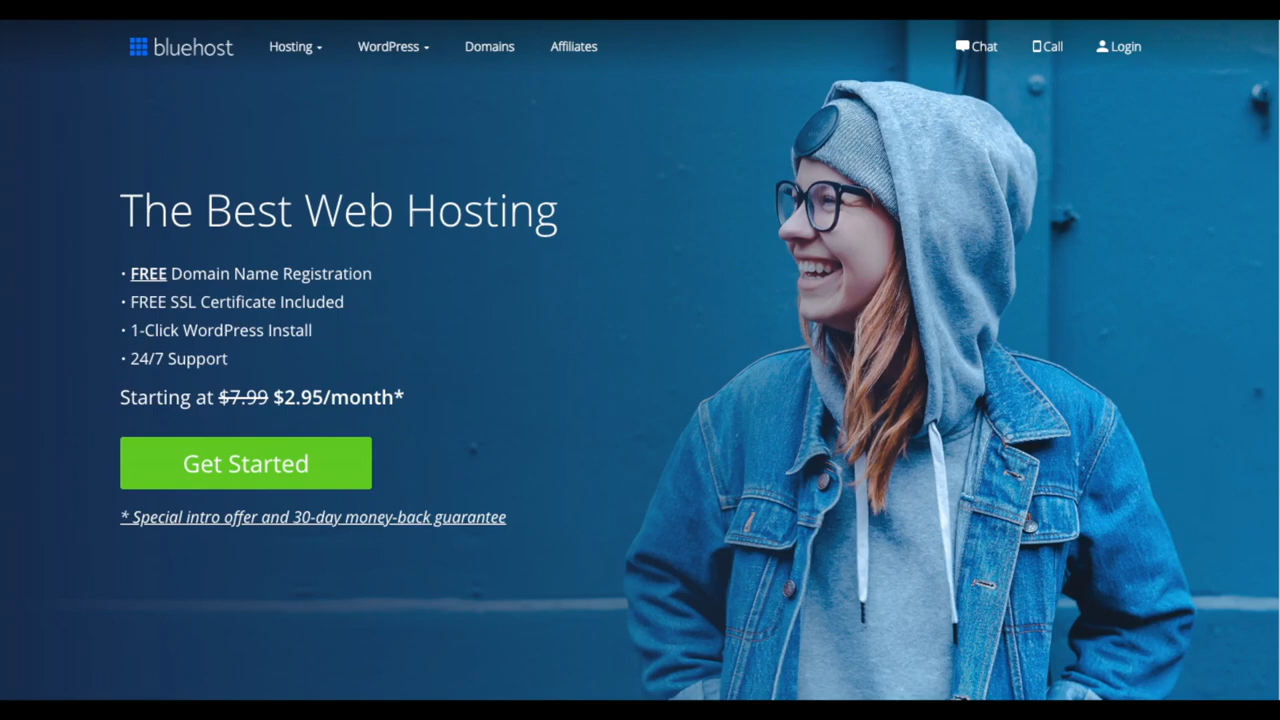 bluehost Hosting WordPress Domains Affiliates Chat Call Login
The Best Web Hosting
· FREE Domain Name Registration
· FREE SSL Certificate Included
· 1-Click WordPress Install
· 24/7 Support
Starting at $7.99 $2.95/month*
Get Started
* Special intro offer and 30-day money-back guarantee